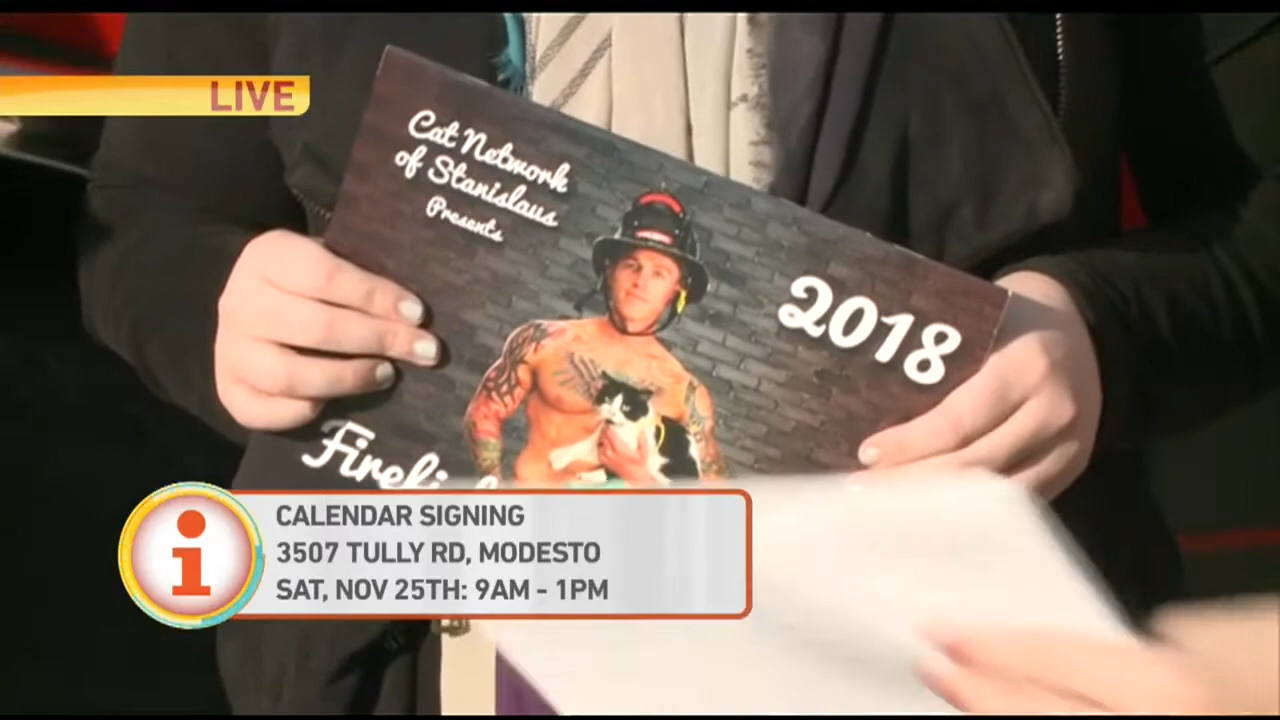 LIVE
Cat Network
of Stanislaus
Presents
2018
CALENDAR SIGNING
3507 TULLY RD, MODESTO
SAT, NOV 25TH: 9AM - 1PM